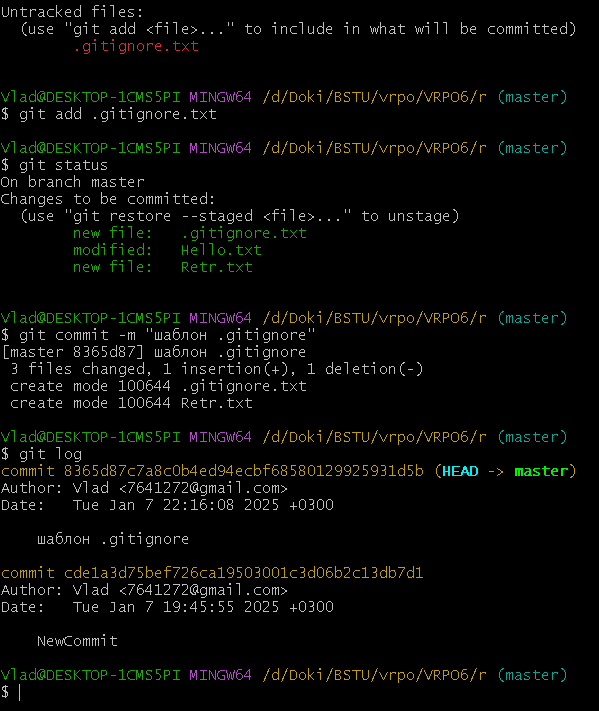 Untracked files:
  (use "git add <file>..." to include in what will be committed)
        .gitignore.txt
Vlad@DESKTOP-1CMS5PI MINGW64 /d/Doki/BSTU/vrpo/VRPO6/r (master)
$ git add .gitignore.txt
Vlad@DESKTOP-1CMS5PI MINGW64 /d/Doki/BSTU/vrpo/VRPO6/r (master)
$ git status
On branch master
Changes to be committed:
  (use "git restore --staged <file>..." to unstage)
        new file:   .gitignore.txt
        modified:   Hello.txt
        new file:   Retr.txt
Vlad@DESKTOP-1CMS5PI MINGW64 /d/Doki/BSTU/vrpo/VRPO6/r (master)
$ git commit -m "шаблон .gitignore"
[master 8365d87] шаблон .gitignore
 3 files changed, 1 insertion(+), 1 deletion(-)
 create mode 100644 .gitignore.txt
 create mode 100644 Retr.txt
Vlad@DESKTOP-1CMS5PI MINGW64 /d/Doki/BSTU/vrpo/VRPO6/r (master)
$ git log
commit 8365d87c7a8c0b4ed94ecbf68580129925931d5b (HEAD -> master)
Author: Vlad <7641272@gmail.com>
Date:   Tue Jan 7 22:16:08 2025 +0300
    шаблон .gitignore
commit cde1a3d75bef726ca19503001c3d06b2c13db7d1
Author: Vlad <7641272@gmail.com>
Date:   Tue Jan 7 19:45:55 2025 +0300
    NewCommit
Vlad@DESKTOP-1CMS5PI MINGW64 /d/Doki/BSTU/vrpo/VRPO6/r (master)
$